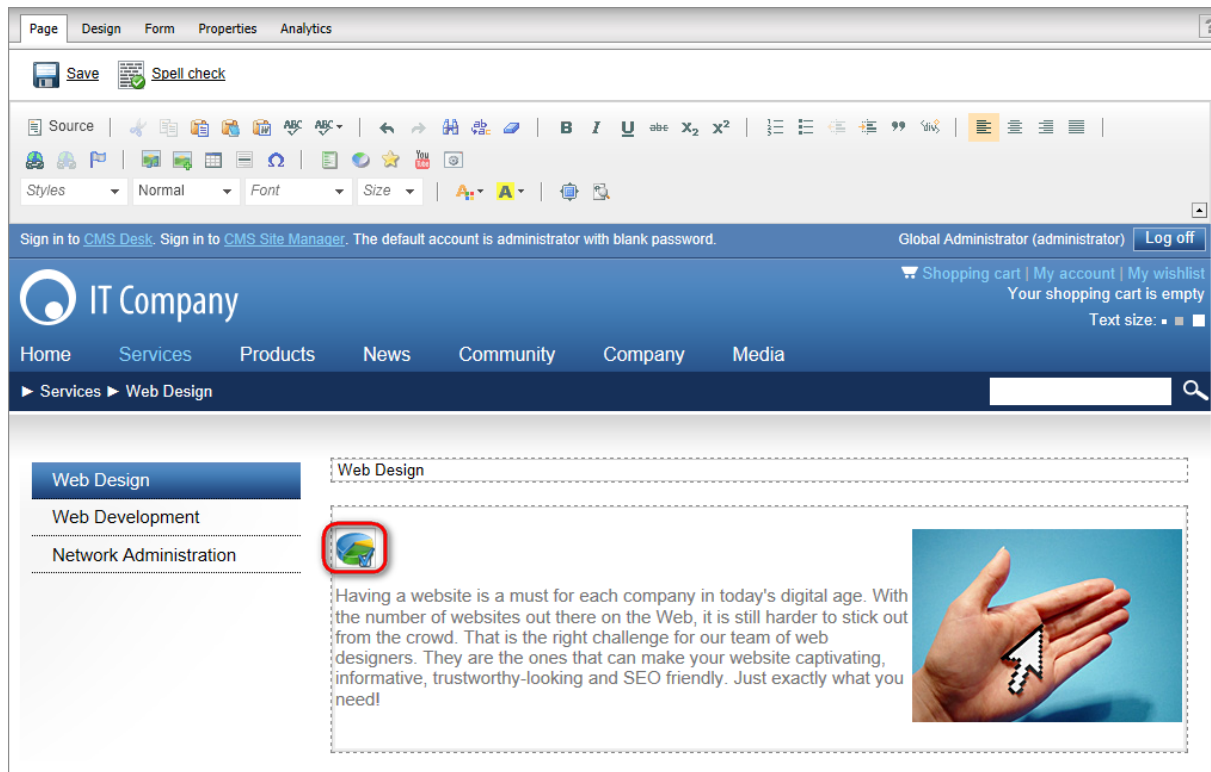 Page Design Form Properties Analytics ?
Save Spell check
Source ABC ABC B I U abc X₂ X² " div
Ω You
Styles Normal Font Size A A
Sign in to CMS Desk. Sign in to CMS Site Manager. The default account is administrator with blank password. Global Administrator (administrator) Log off
Shopping cart | My account | My wishlist
IT Company
Your shopping cart is empty
Text size:
Home Services Products News Community Company Media
► Services ► Web Design
Web Design
Web Development
Network Administration
Web Design
Having a website is a must for each company in today's digital age. With
the number of websites out there on the Web, it is still harder to stick out
from the crowd. That is the right challenge for our team of web
designers. They are the ones that can make your website captivating,
informative, trustworthy-looking and SEO friendly. Just exactly what you
need!